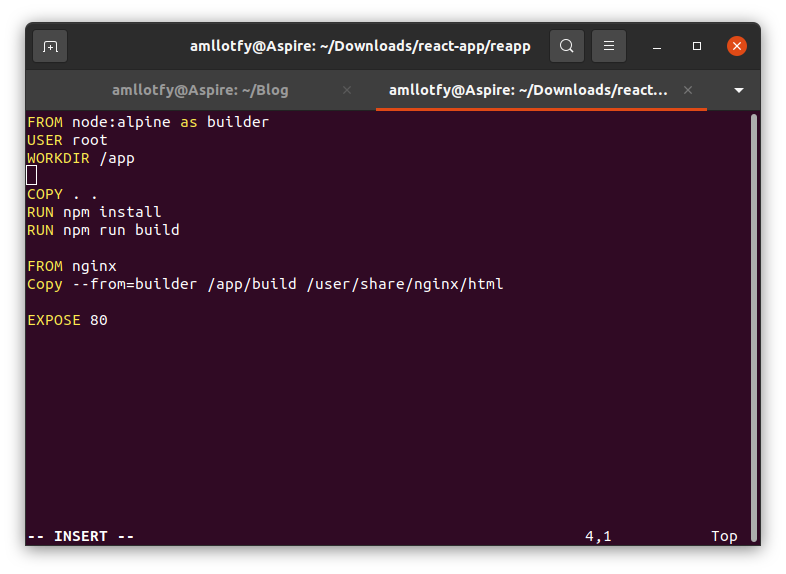 amllotfy@Aspire: ~/Downloads/react-app/reapp
amllotfy@Aspire: ~/Blog
amllotfy@Aspire: ~/Downloads/react...
FROM node:alpine as builder
USER root
WORKDIR /app
COPY . .
RUN npm install
RUN npm run build
FROM nginx
Copy --from=builder /app/build /user/share/nginx/html
EXPOSE 80
-- INSERT -- 4,1 Top